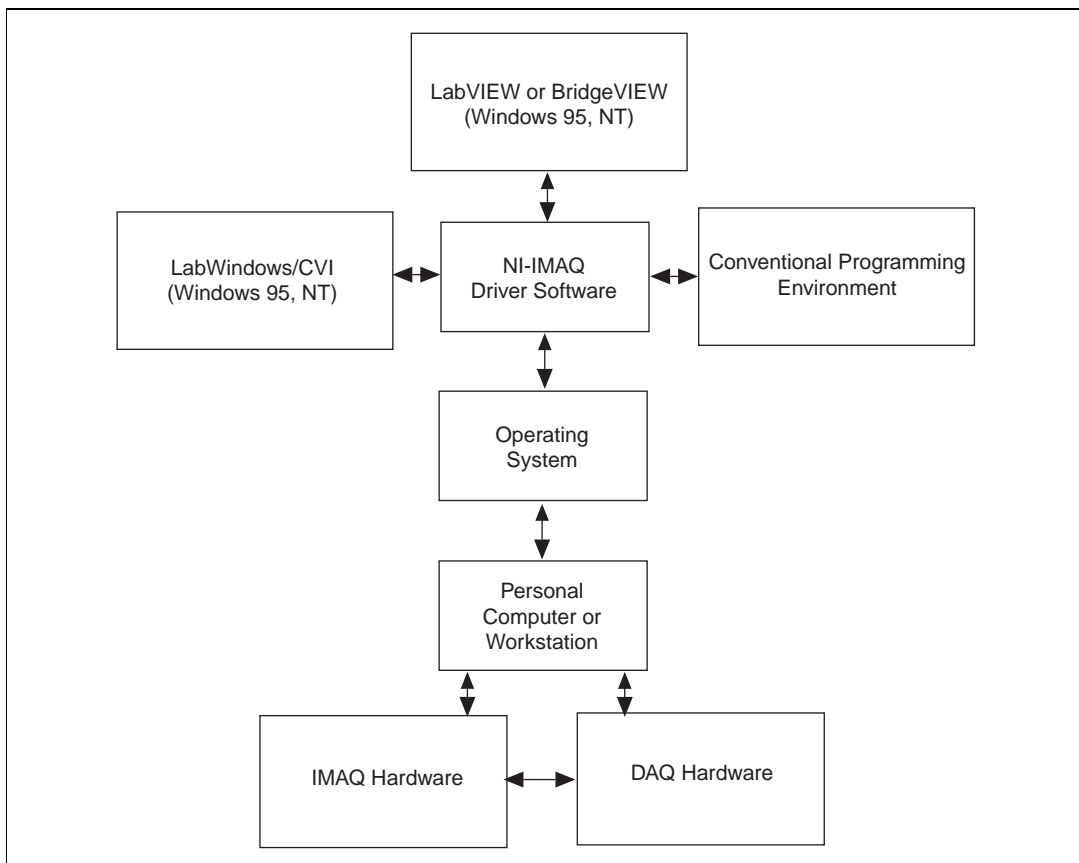 LabVIEW or BridgeVIEW
(Windows 95, NT)
LabWindows/CVI
(Windows 95, NT)
NI-IMAQ
Driver Software
Conventional Programming
Environment
Operating
System
Personal
Computer or
Workstation
IMAQ Hardware
DAQ Hardware